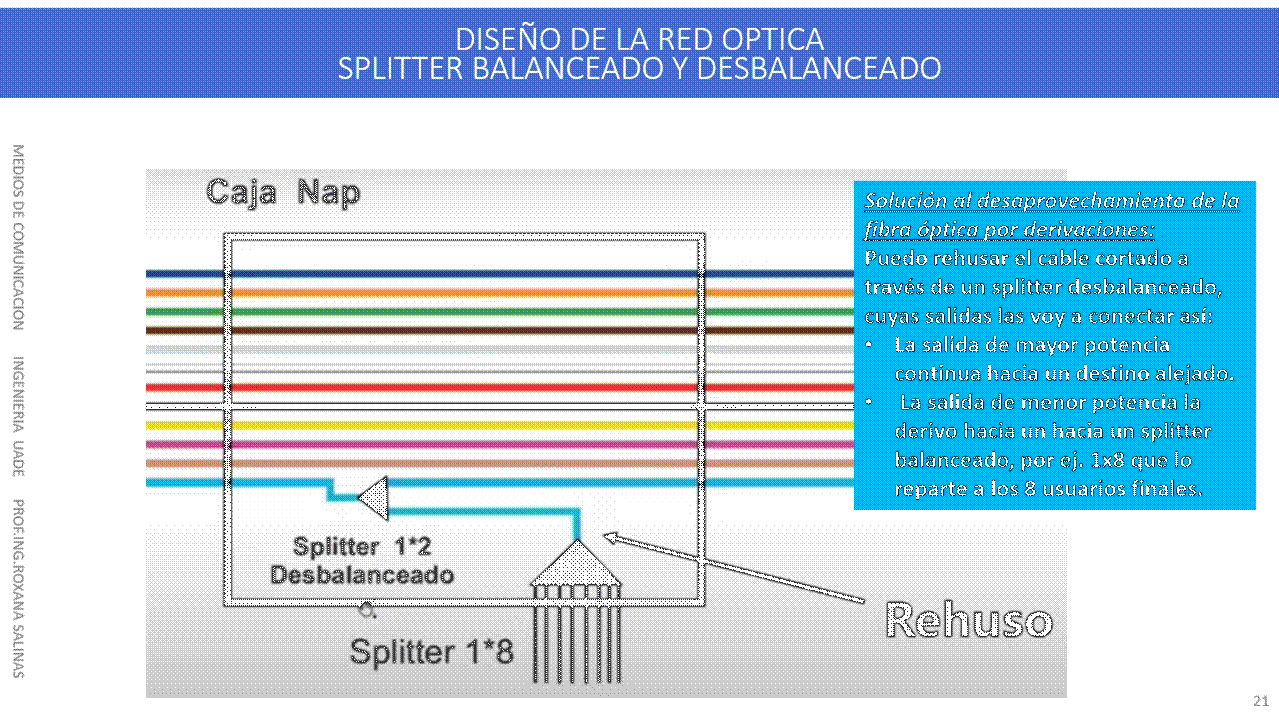 DISEÑO DE LA RED OPTICA
SPLITTER BALANCEADO Y DESBALANCEADO
MEDIOS DE COMUNICACION INGENIERIA UADE PROF.ING.ROXANA SALINAS
Caja Nap
Solución al desaprovechamiento de la
fibra óptica por derivaciones:
Puedo rehusar el cable cortado a
través de un splitter desbalanceado,
cuyas salidas las voy a conectar así:
• La salida de mayor potencia
continua hacia un destino alejado.
• La salida de menor potencia la
derivo hacia un hacia un splitter
balanceado, por ej. 1x8 que lo
reparte a los 8 usuarios finales.
Splitter 1*2
Desbalanceado
Splitter 1*8
Rehuso
21